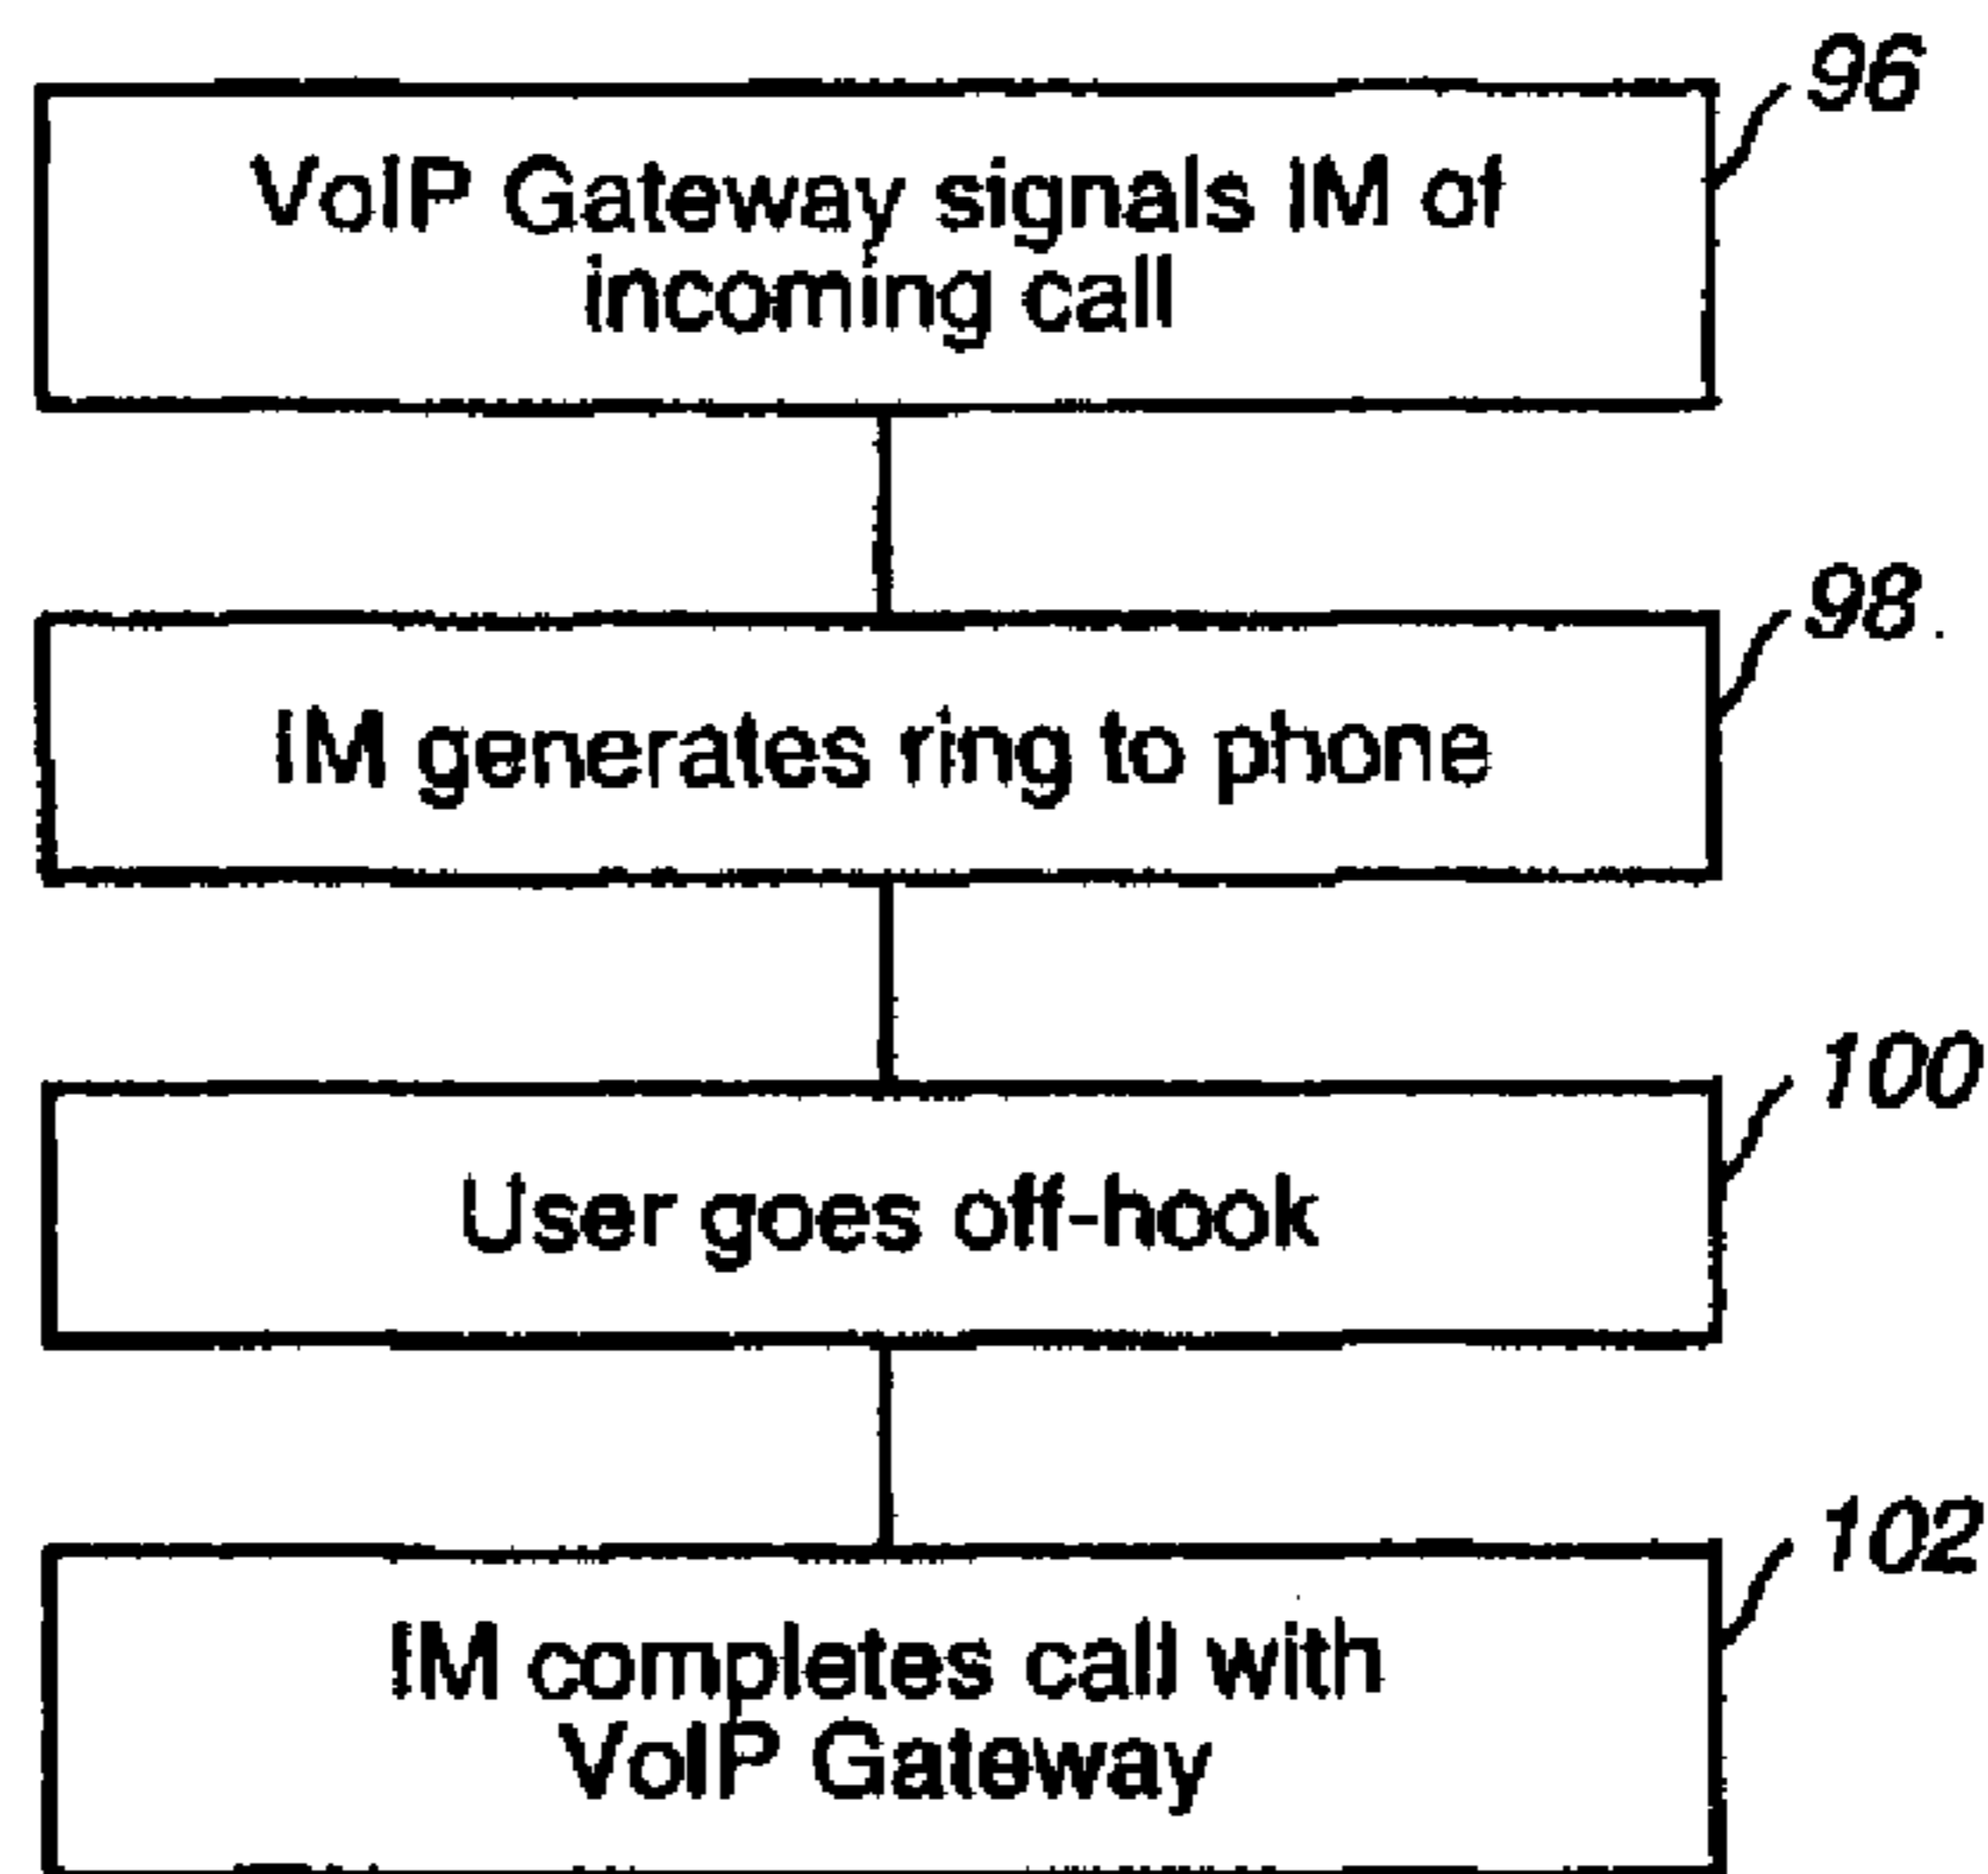 96
VoIP Gateway signals IM of
incoming call
98.
IM generates ring to phone
100
User goes off-hook
102
IM completes call with
VoIP Gateway